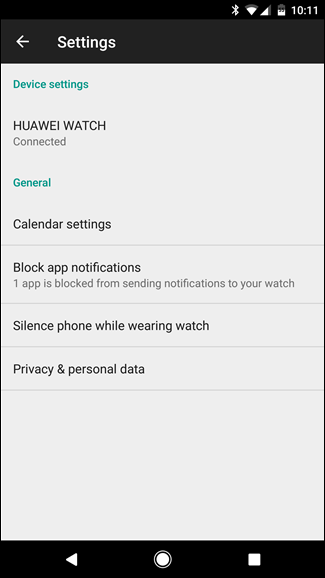 10:11
Settings
Device settings
HUAWEI WATCH
Connected
General
Calendar settings
Block app notifications
1 app is blocked from sending notifications to your watch
Silence phone while wearing watch
Privacy & personal data